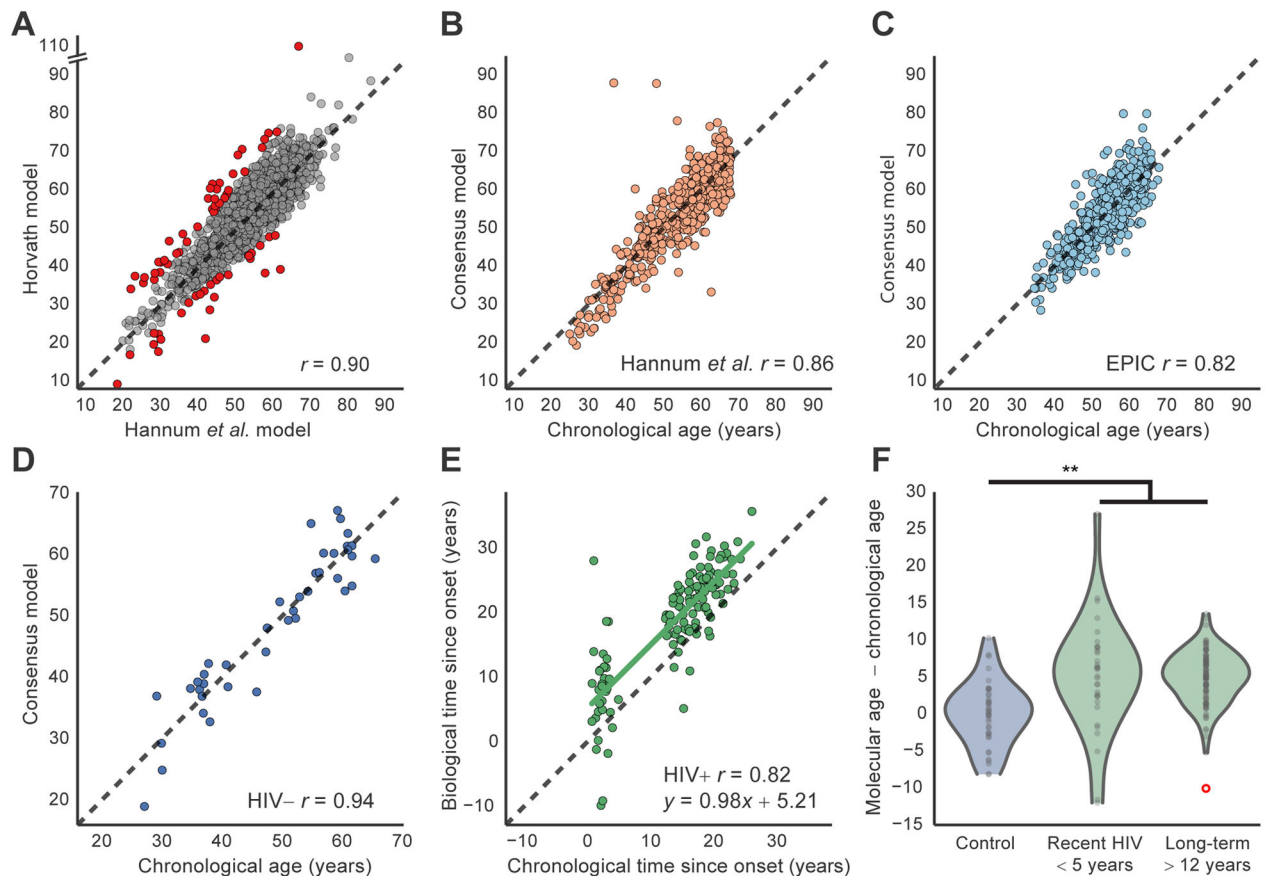 A
110
90
80
70
60
50
40
30
20
10
Horvath model
r = 0.90
10 20 30 40 50 60 70 80 90
Hannum et al. model
B
90
80
70
60
50
40
30
20
10
Consensus model
Hannum et al. r = 0.86
10 20 30 40 50 60 70 80 90
Chronological age (years)
C
90
80
70
60
50
40
30
20
10
Consensus model
EPIC r = 0.82
10 20 30 40 50 60 70 80 90
Chronological age (years)
D
70
60
50
40
30
20
Consensus model
HIV− r = 0.94
20 30 40 50 60 70
Chronological age (years)
E
30
20
10
0
−10
Biological time since onset (years)
HIV+ r = 0.82
y = 0.98x + 5.21
−10 0 10 20 30
Chronological time since onset (years)
F
**
30
25
20
15
10
5
0
−5
−10
−15
Molecular age − chronological age
Control
Recent HIV
< 5 years
Long-term
> 12 years